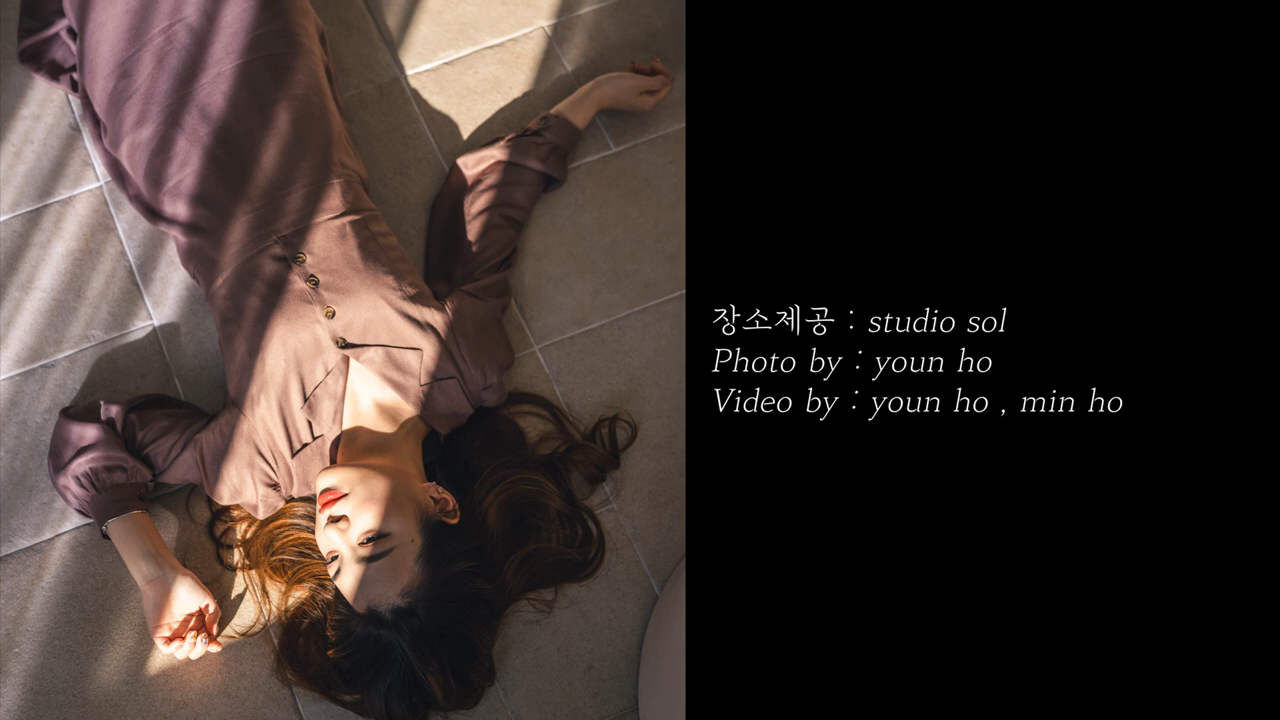 장소제공 : studio sol
Photo by : youn ho
Video by : youn ho , min ho